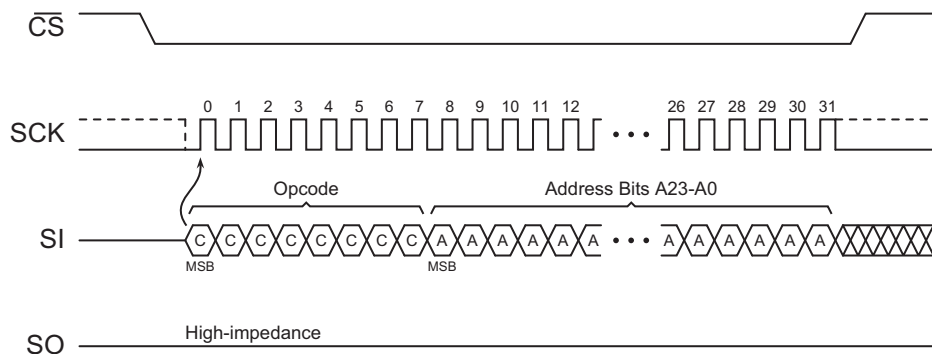 CS
0 1 2 3 4 5 6 7 8 9 10 11 12 26 27 28 29 30 31
SCK
Opcode Address Bits A23-A0
SI C C C C C C C C A A A A A A A A A A A A
MSB MSB
High-impedance
SO